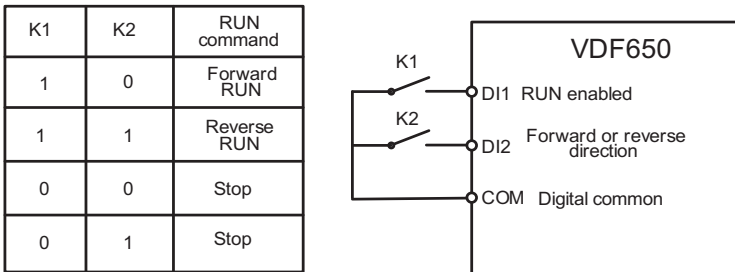 K1 K2 RUN
command
1 0 Forward
RUN
1 1 Reverse
RUN
0 0 Stop
0 1 Stop
VDF650
K1
DI1 RUN enabled
K2
DI2 Forward or reverse
direction
COM Digital common